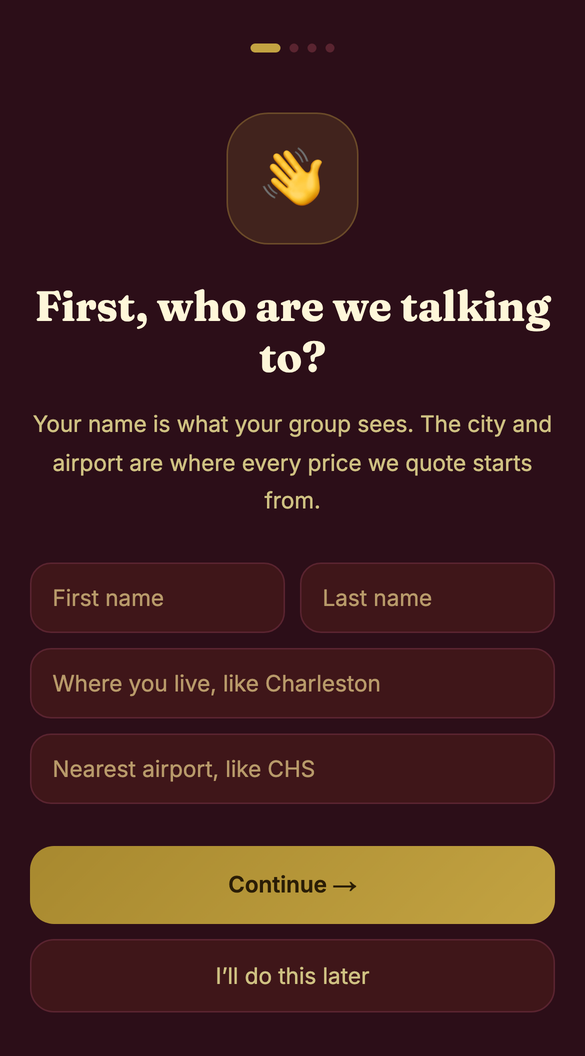 First, who are we talking
to?
Your name is what your group sees. The city and
airport are where every price we quote starts
from.
First name
Last name
Where you live, like Charleston
Nearest airport, like CHS
Continue →
I’ll do this later